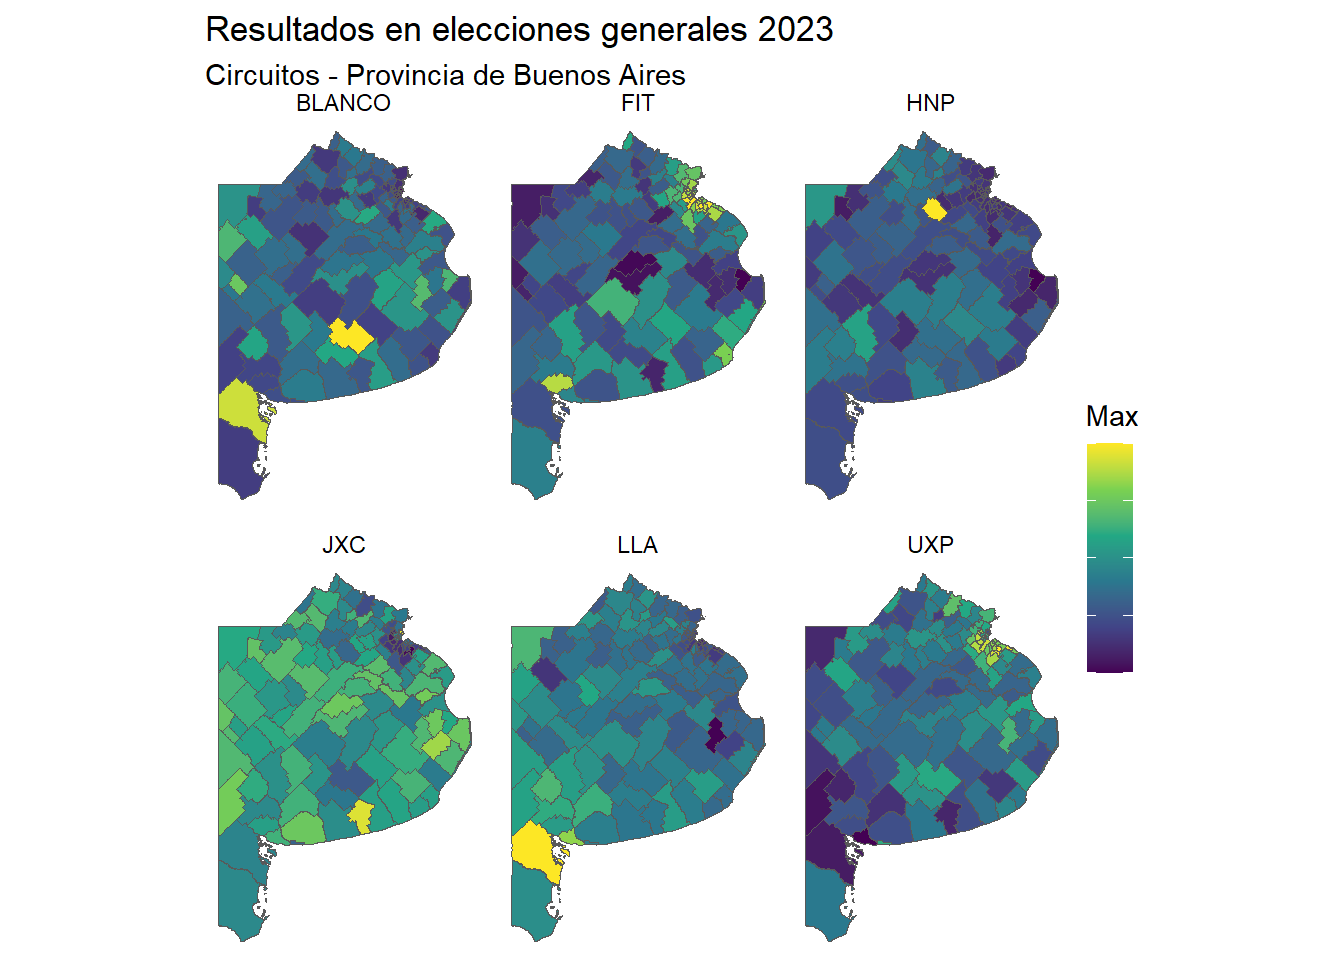 Resultados en elecciones generales 2023
Circuitos - Provincia de Buenos Aires
BLANCO
FIT
HNP
Max
JXC
LLA
UXP